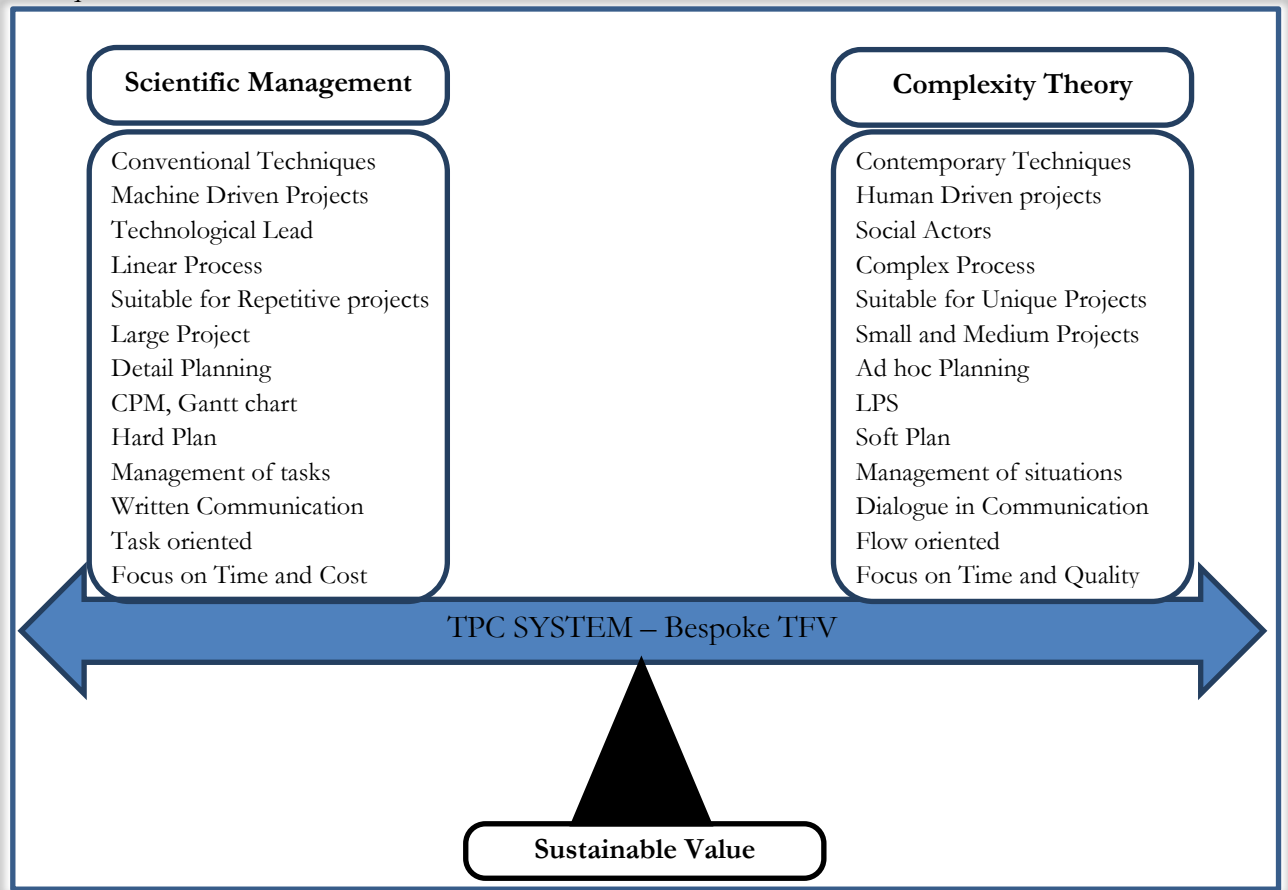 Scientific Management
Conventional Techniques
Machine Driven Projects
Technological Lead
Linear Process
Suitable for Repetitive projects
Large Project
Detail Planning
CPM, Gantt chart
Hard Plan
Management of tasks
Written Communication
Task oriented
Focus on Time and Cost
Complexity Theory
Contemporary Techniques
Human Driven projects
Social Actors
Complex Process
Suitable for Unique Projects
Small and Medium Projects
Ad hoc Planning
LPS
Soft Plan
Management of situations
Dialogue in Communication
Flow oriented
Focus on Time and Quality
TPC SYSTEM – Bespoke TFV
Sustainable Value